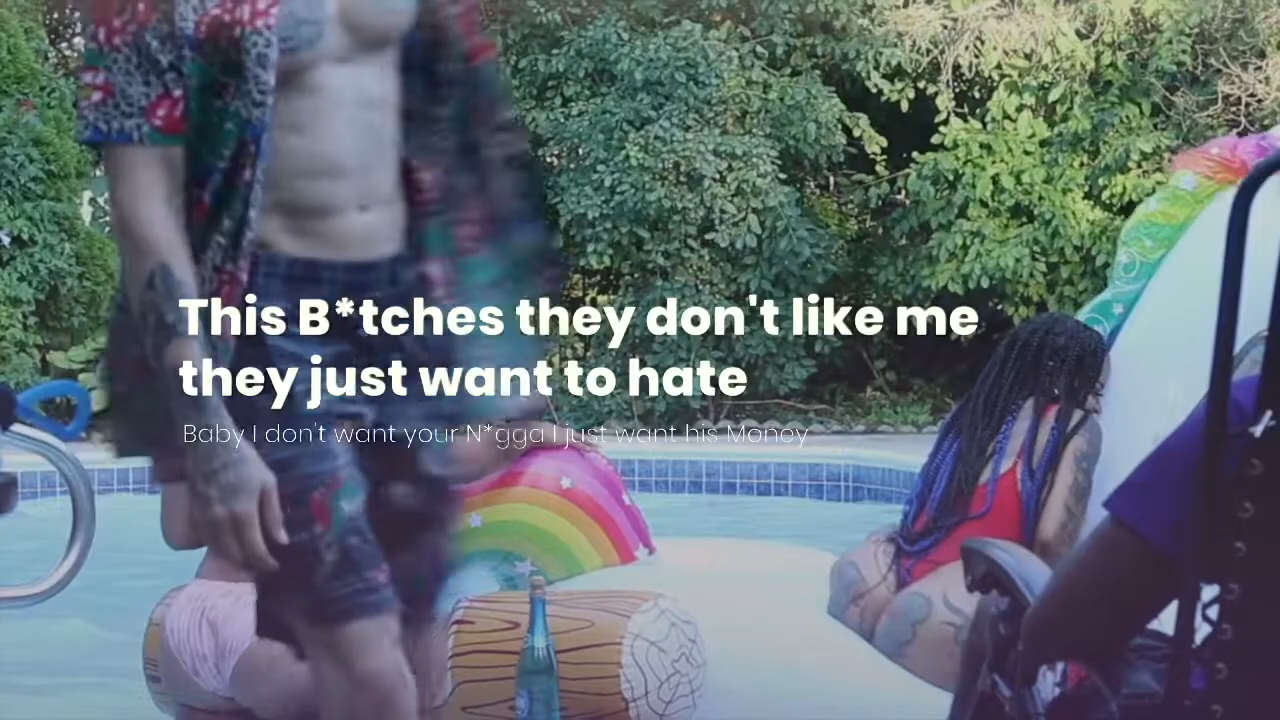 This B*tches they don't like me
they just want to hate
Baby I don't want your N*gga I just want his Money